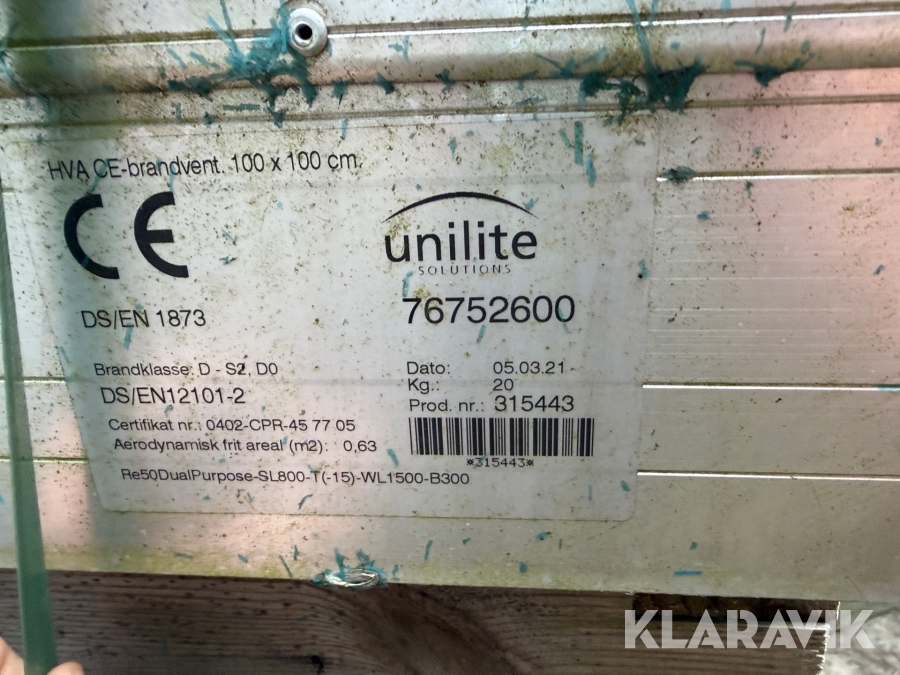 HVA CE-brandvent. 100 x 100 cm.
CE
unilite
SOLUTIONS
DS/EN 1873
76752600
Brandklasse: D - S2, D0
DS/EN12101-2
Dato: 05.03.21
Kg.: 20
Prod. nr.: 315443
Certifikat nr.: 0402-CPR-45 77 05
Aerodynamisk frit areal (m2): 0,63
*315443*
Re50DualPurpose-SL800-T(-15)-WL1500-B300
KLARAVIK